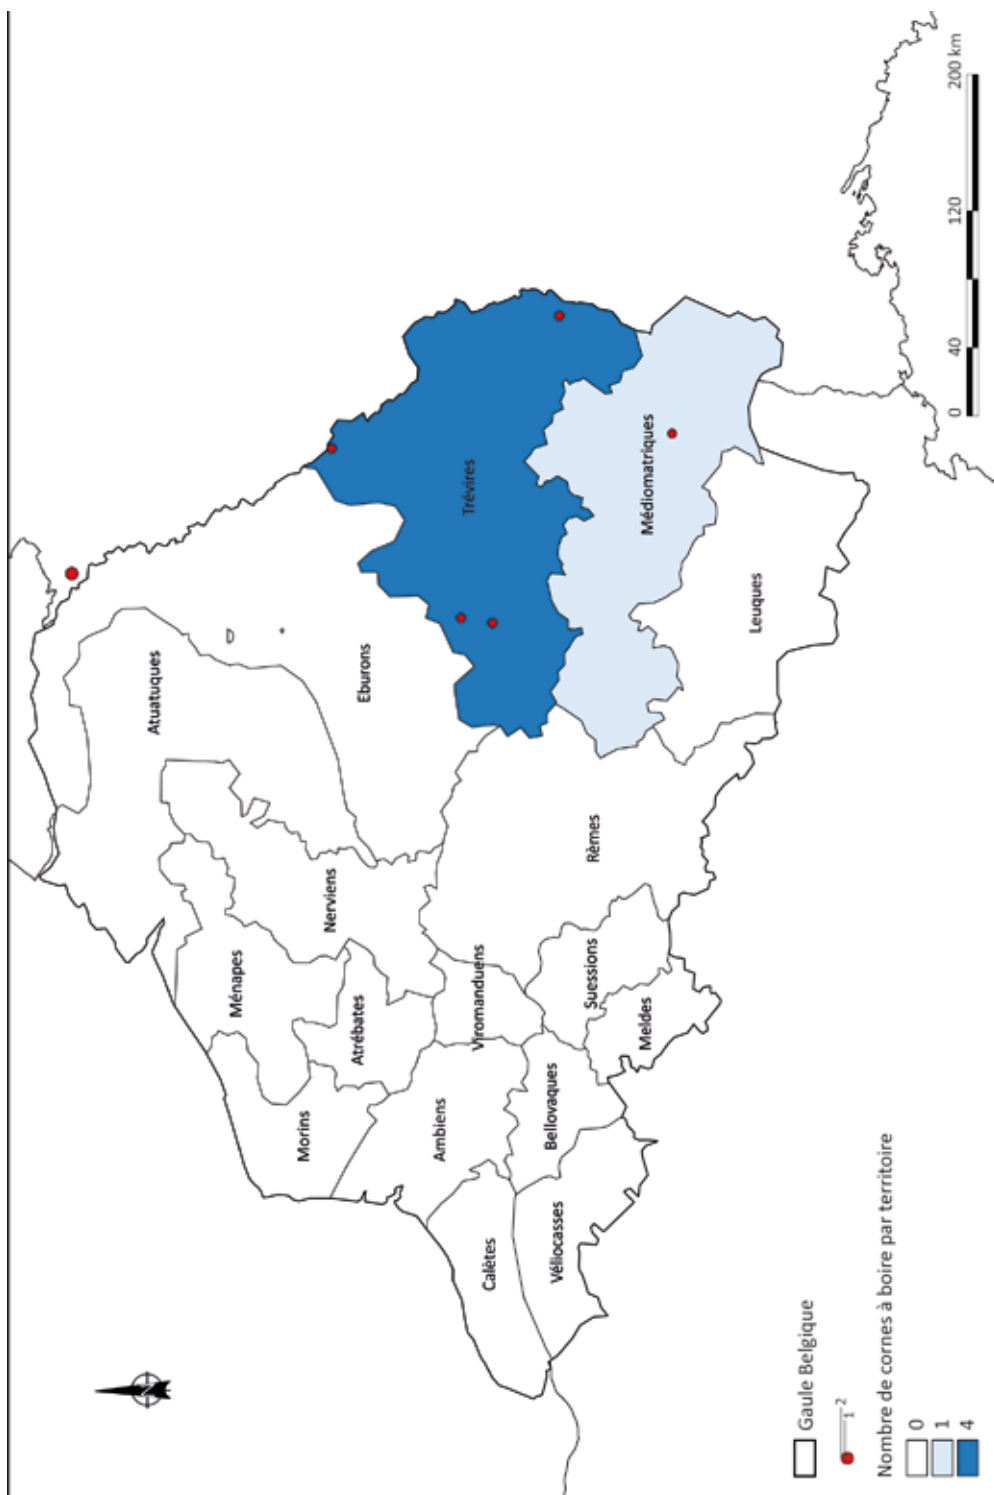 Atuatuques
Eburons
Trévires
Médiomatriques
Leuques
Ménapes
Nerviens
Rèmes
Morins
Atrébates
Viromanduens
Suessions
Meldes
Ambiens
Bellovaques
Calètes
Véliocasses
N
Gaule Belgique
1 2
Nombre de cornes à boire par territoire
0
1
4
0 40 120 200 km